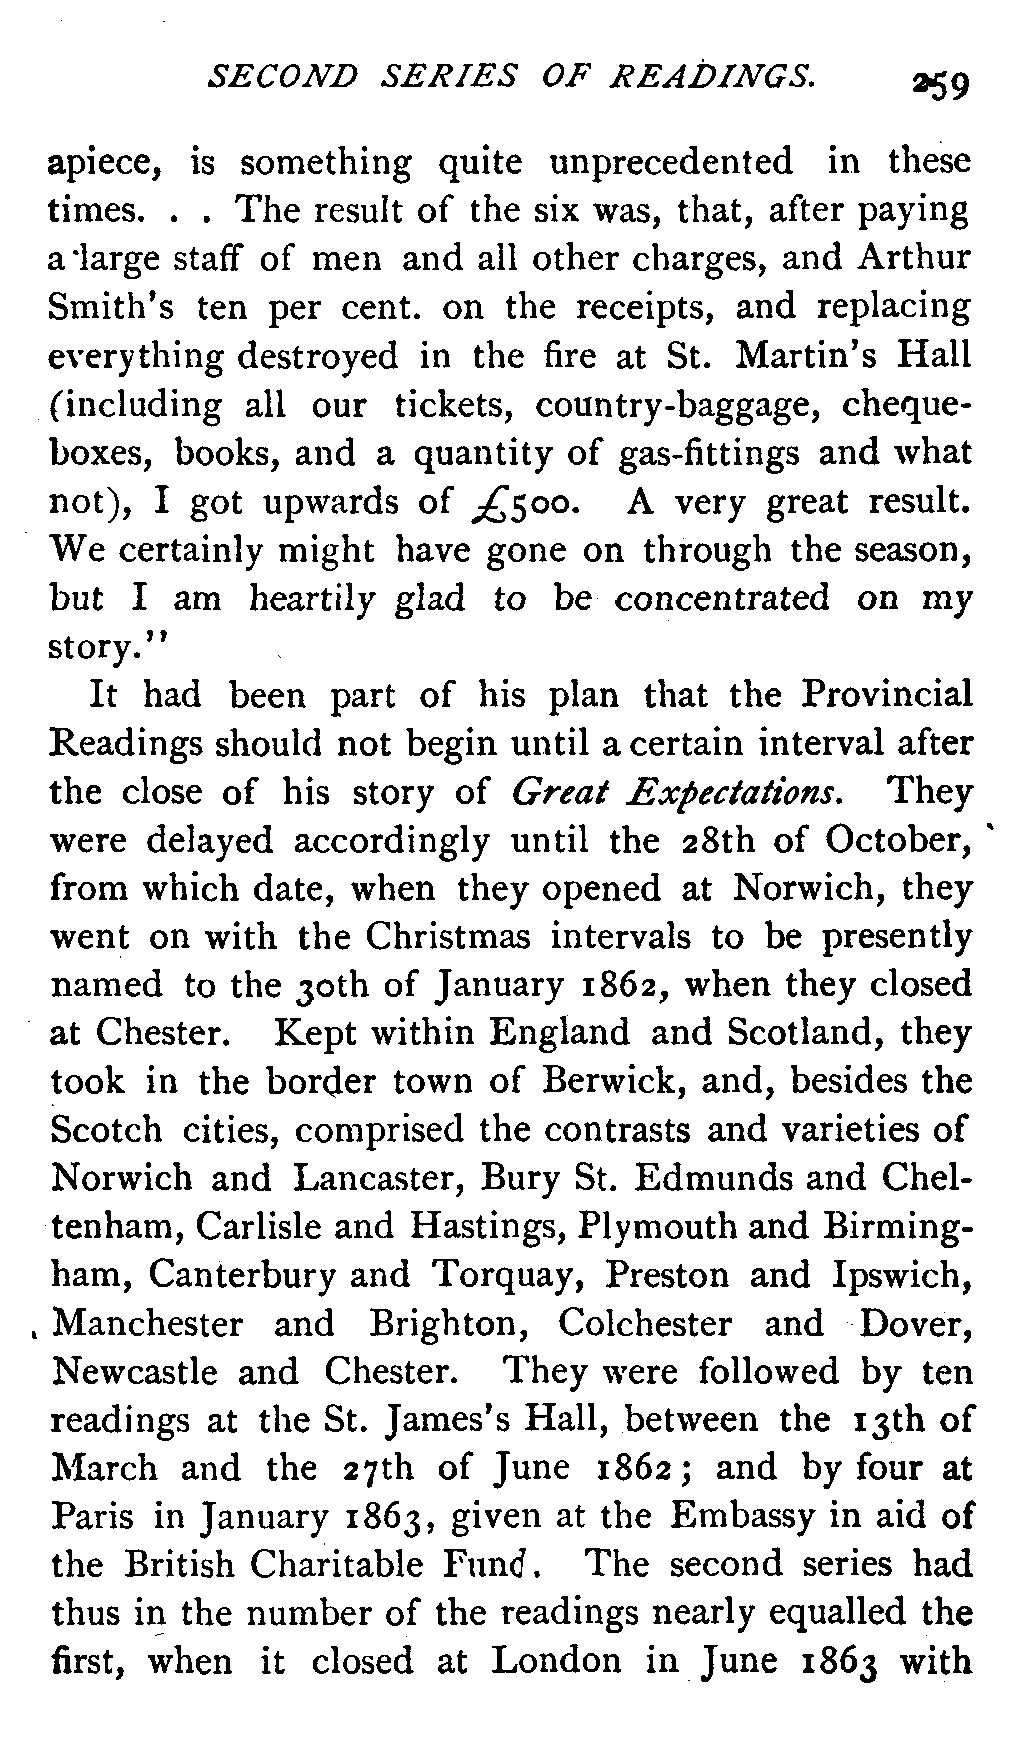 SECOND SERIES OF READINGS. 259
apiece, is something quite unprecedented in these
times. . . The result of the six was, that, after paying
a large staff of men and all other charges, and Arthur
Smith's ten per cent. on the receipts, and replacing
everything destroyed in the fire at St. Martin's Hall
(including all our tickets, country-baggage, cheque-
boxes, books, and a quantity of gas-fittings and what
not), I got upwards of £500. A very great result.
We certainly might have gone on through the season,
but I am heartily glad to be concentrated on my
story."
It had been part of his plan that the Provincial
Readings should not begin until a certain interval after
the close of his story of Great Expectations. They
were delayed accordingly until the 28th of October,
from which date, when they opened at Norwich, they
went on with the Christmas intervals to be presently
named to the 30th of January 1862, when they closed
at Chester. Kept within England and Scotland, they
took in the border town of Berwick, and, besides the
Scotch cities, comprised the contrasts and varieties of
Norwich and Lancaster, Bury St. Edmunds and Chel-
tenham, Carlisle and Hastings, Plymouth and Birming-
ham, Canterbury and Torquay, Preston and Ipswich,
Manchester and Brighton, Colchester and Dover,
Newcastle and Chester. They were followed by ten
readings at the St. James's Hall, between the 13th of
March and the 27th of June 1862; and by four at
Paris in January 1863, given at the Embassy in aid of
the British Charitable Fund. The second series had
thus in the number of the readings nearly equalled the
first, when it closed at London in June 1863 with